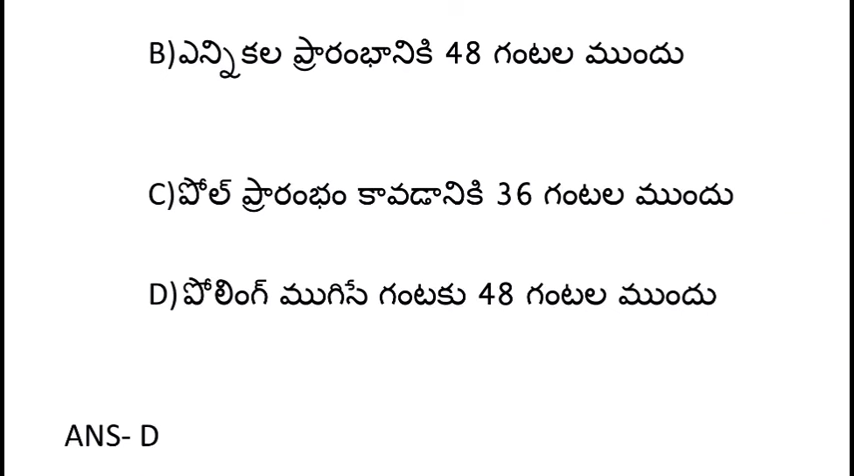 B)ఎన్నికల ప్రారంభానికి 48 గంటల ముందు
C)పోల్ ప్రారంభం కావడానికి 36 గంటల ముందు
D)పోలింగ్ ముగిసే గంటకు 48 గంటల ముందు
ANS- D